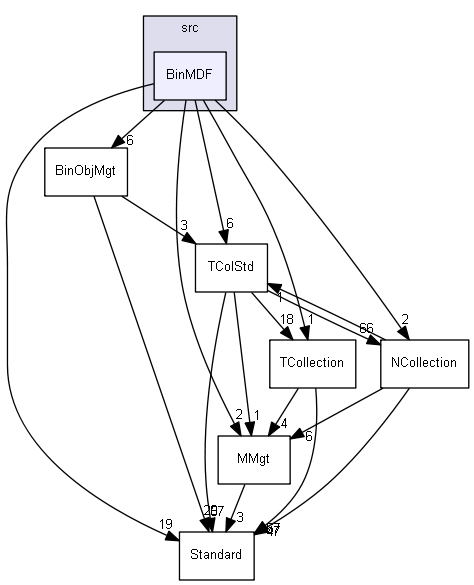 src
BinMDF
6
BinObjMgt
3
6
TColStd
1
1
2
18
66
TCollection
NCollection
2
1
4
6
MMgt
19
3
Standard